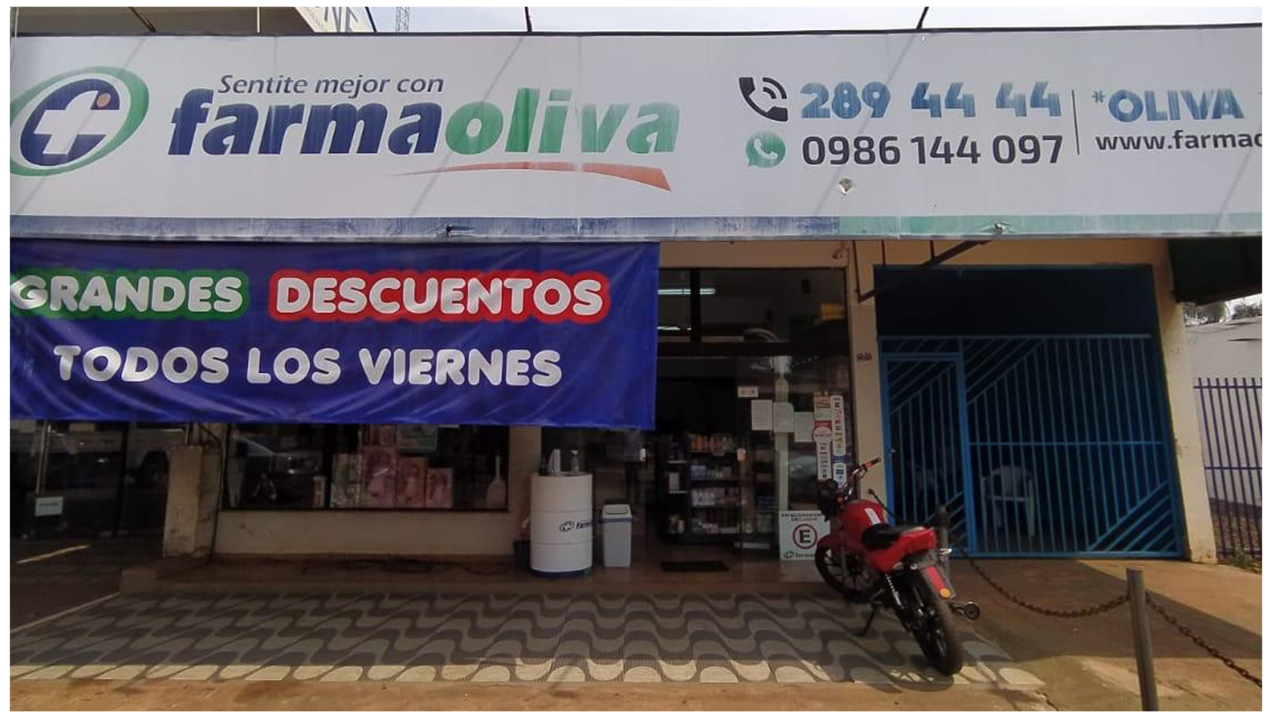 Sentite mejor con
farmaoliva
289 44 44
0986 144 097
*OLIVA
www.farmac
GRANDES DESCUENTOS
TODOS LOS VIERNES
E